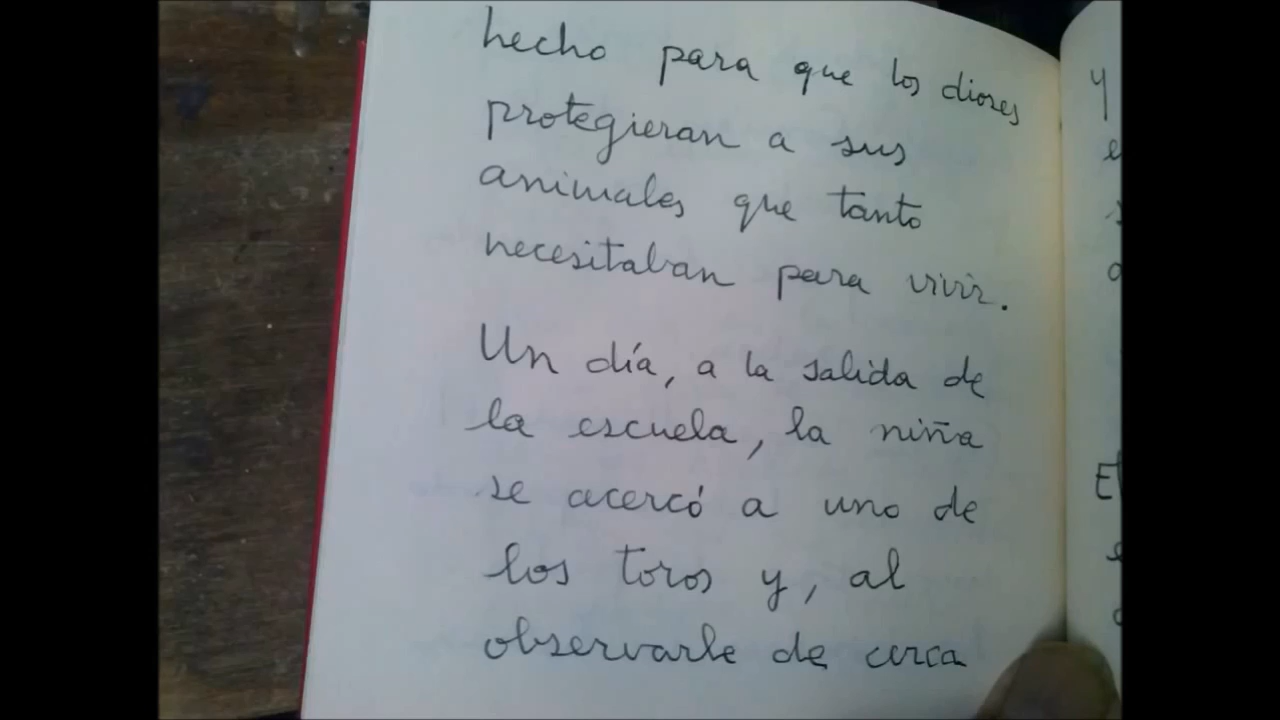 hecho para que los dioses
protegieran a sus
animales que tanto
necesitaban para vivir.
Un día, a la salida de
la escuela, la niña
se acercó a uno de
los toros y, al
observarle de cerca
y